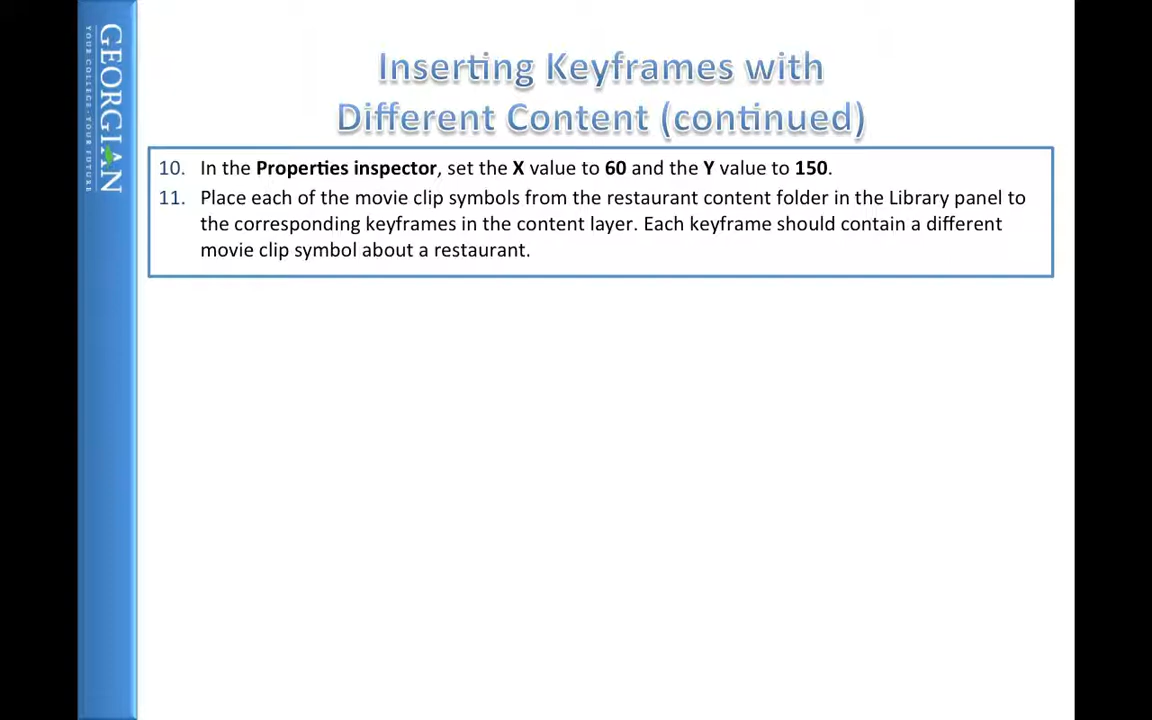 GEORGIAN
YOUR COLLEGE · YOUR FUTURE
Inserting Keyframes with
Different Content (continued)
10. In the Properties inspector, set the X value to 60 and the Y value to 150.
11. Place each of the movie clip symbols from the restaurant content folder in the Library panel to
the corresponding keyframes in the content layer. Each keyframe should contain a different
movie clip symbol about a restaurant.